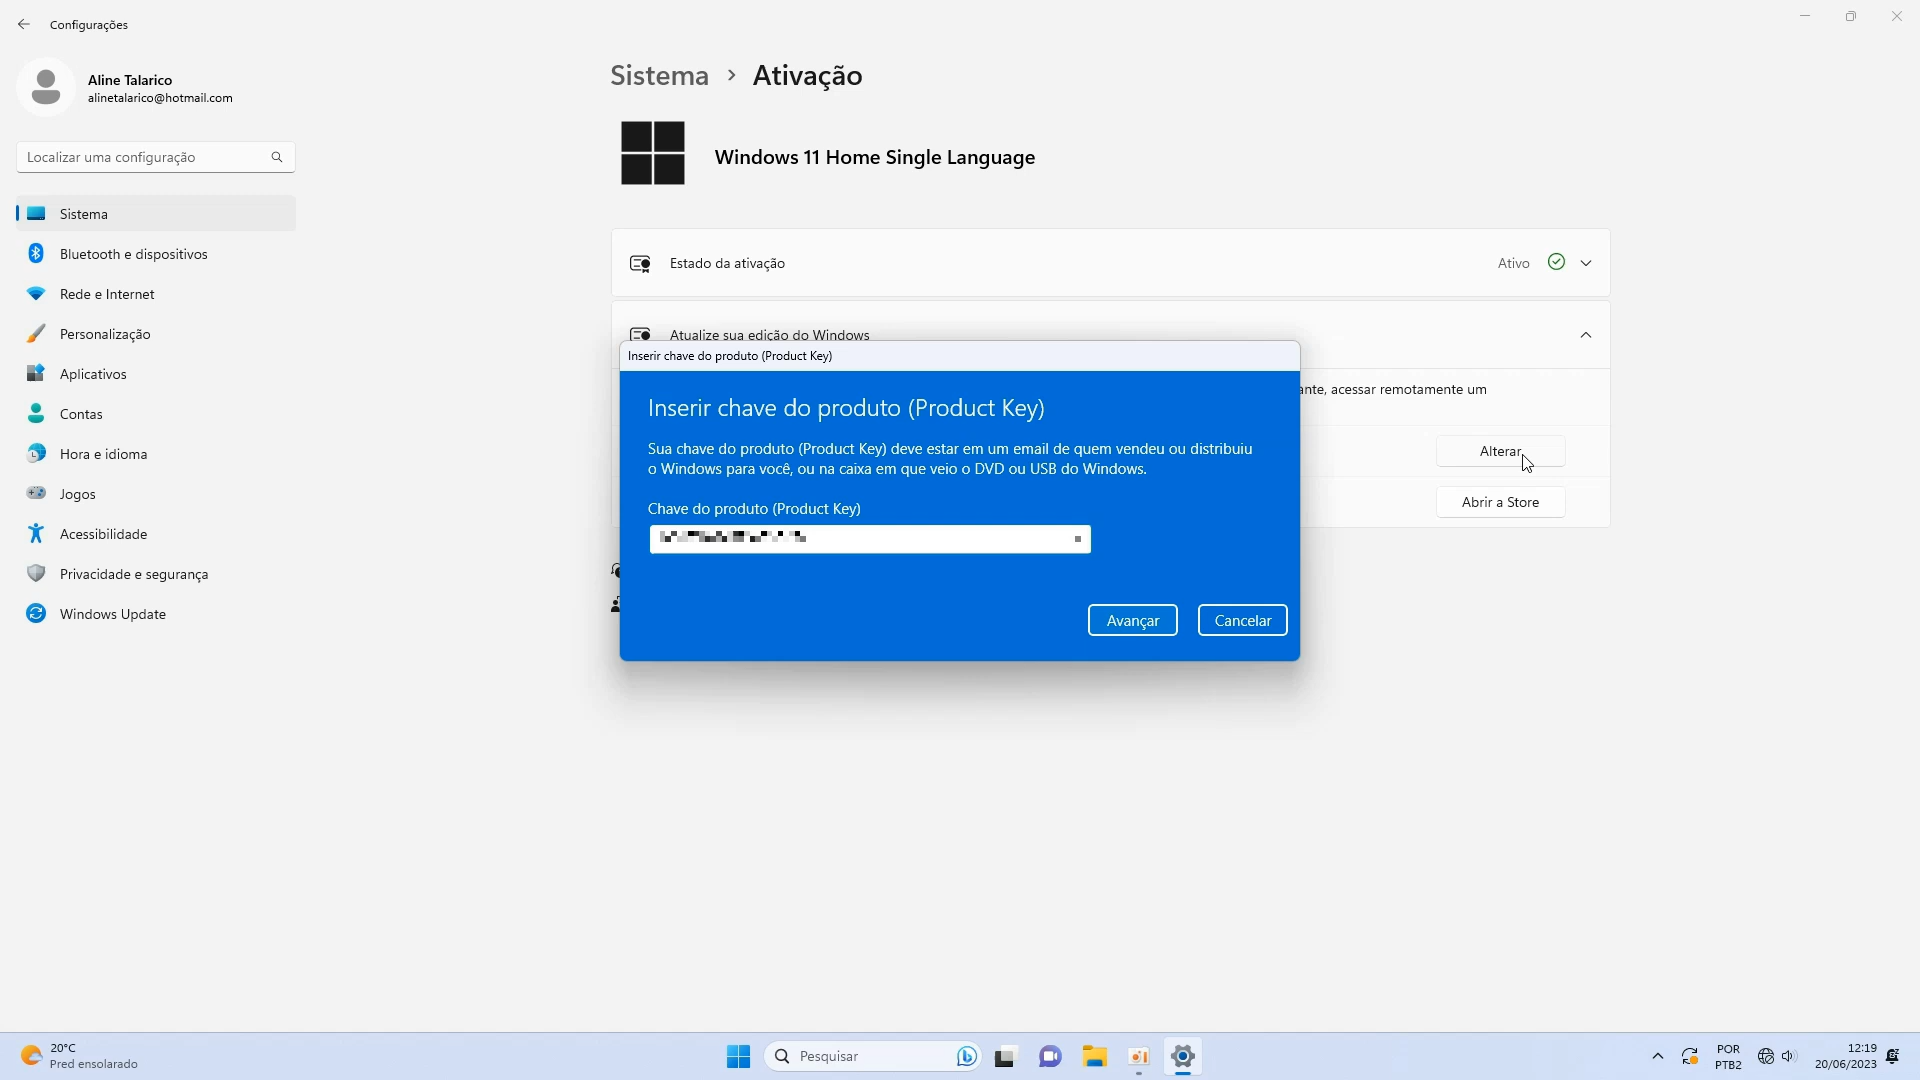 Configurações
Aline Talarico
alinetalarico@hotmail.com
Localizar uma configuração
Sistema
Bluetooth e dispositivos
Rede e Internet
Personalização
Aplicativos
Contas
Hora e idioma
Jogos
Acessibilidade
Privacidade e segurança
Windows Update
Sistema > Ativação
Windows 11 Home Single Language
Estado da ativação
Ativo
Atualize sua edição do Windows
ante, acessar remotamente um
Alterar
Abrir a Store
Inserir chave do produto (Product Key)
Inserir chave do produto (Product Key)
Sua chave do produto (Product Key) deve estar em um email de quem vendeu ou distribuiu
o Windows para você, ou na caixa em que veio o DVD ou USB do Windows.
Chave do produto (Product Key)
Avançar
Cancelar
20°C
Pred ensolarado
Pesquisar
POR
PTB2
12:19
20/06/2023